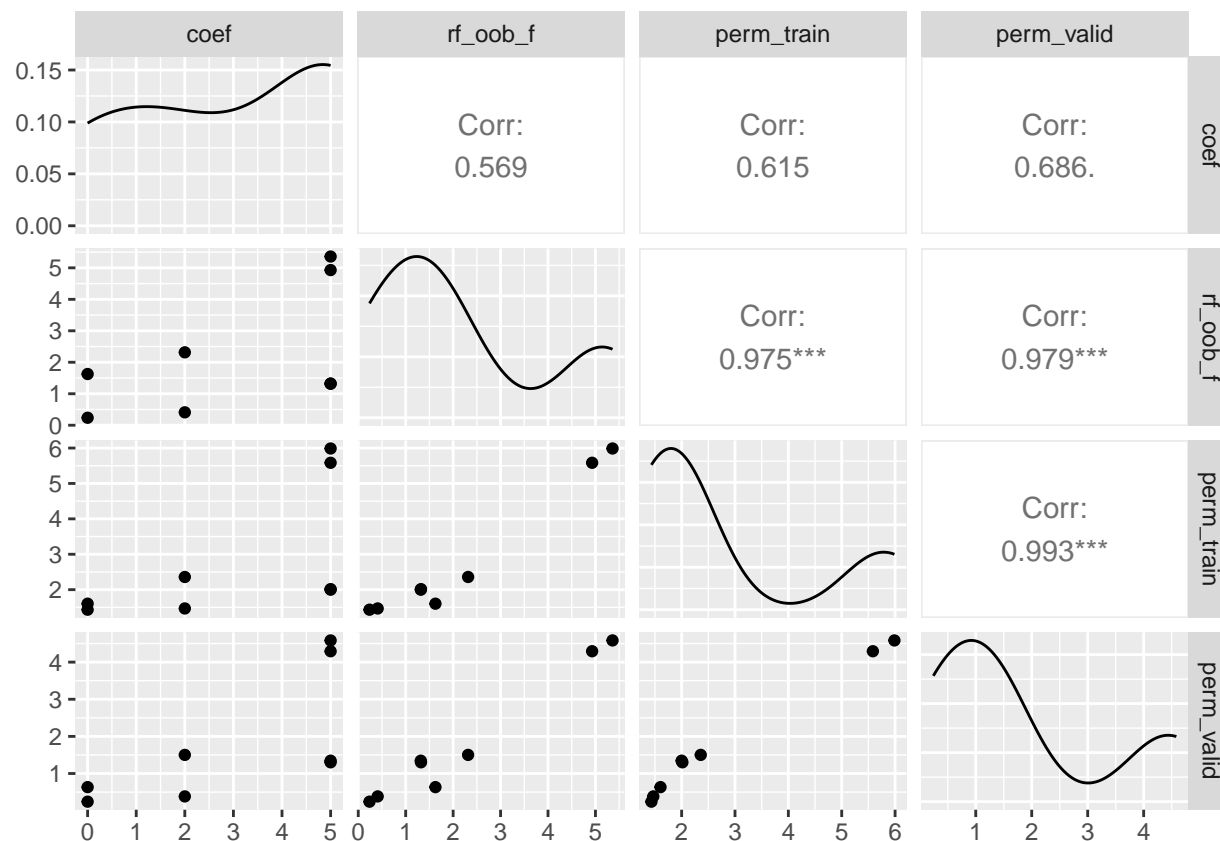 coef rf_oob_f perm_train perm_valid
0.15
0.10
0.05
0.00
Corr:
0.569
Corr:
0.615
Corr:
0.686.
coef
5
4
3
2
1
0
Corr:
0.975***
Corr:
0.979***
rf_oob_f
6
5
4
3
2
Corr:
0.993***
perm_train
4
3
2
1
perm_valid
0 1 2 3 4 5
0 1 2 3 4 5
2 3 4 5 6
1 2 3 4